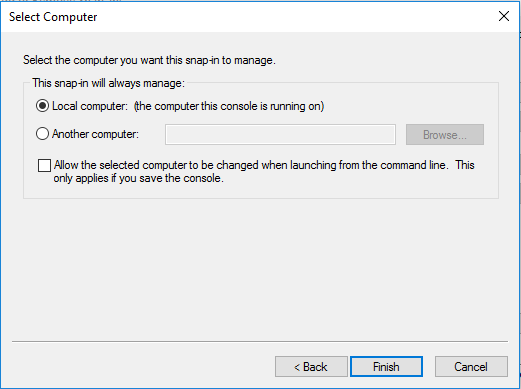 Select Computer
Select the computer you want this snap-in to manage.
This snap-in will always manage:
Local computer: (the computer this console is running on)
Another computer:
Browse...
Allow the selected computer to be changed when launching from the command line. This
only applies if you save the console.
< Back
Finish
Cancel